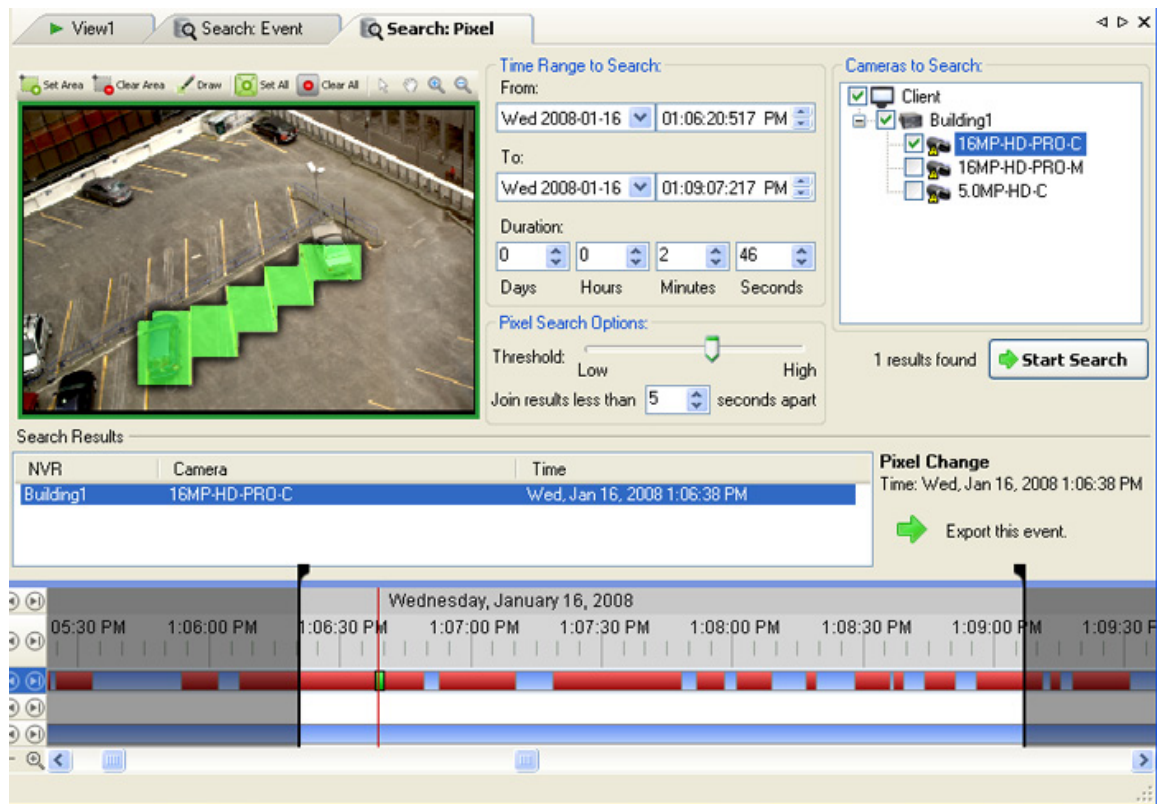 View1
Search: Event
Search: Pixel
Set Area
Clear Area
Draw
Set All
Clear All
Time Range to Search:
From:
Wed 2008-01-16
01:06:20:517 PM
To:
Wed 2008-01-16
01:09:07:217 PM
Duration:
0
0
2
46
Days
Hours
Minutes
Seconds
Pixel Search Options:
Threshold:
Low
High
Join results less than 5 seconds apart
Cameras to Search:
Client
Building1
16MP-HD-PRO-C
16MP-HD-PRO-M
5.0MP-HD-C
1 results found
Start Search
Search Results
NVR Camera Time
Building1 16MP-HD-PRO-C Wed, Jan 16, 2008 1:06:38 PM
Pixel Change
Time: Wed, Jan 16, 2008 1:06:38 PM
Export this event.
Wednesday, January 16, 2008
05:30 PM 1:06:00 PM 1:06:30 PM 1:07:00 PM 1:07:30 PM 1:08:00 PM 1:08:30 PM 1:09:00 PM 1:09:30 P